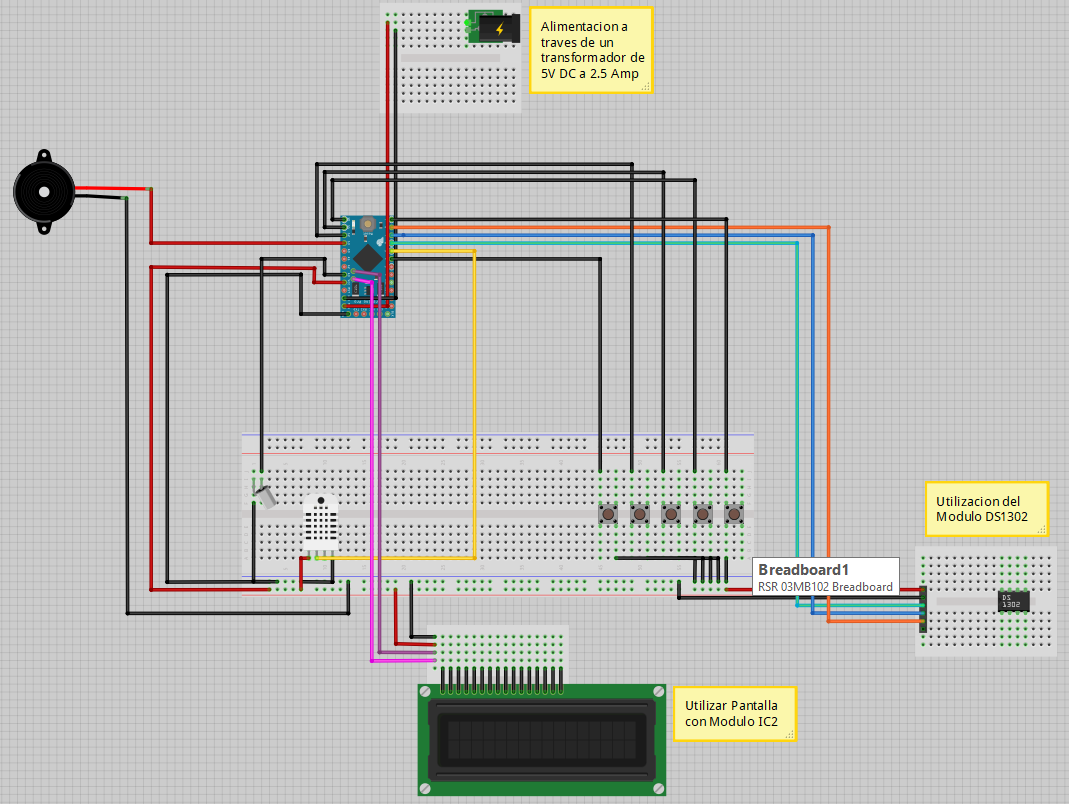 Alimentacion a
traves de un
transformador de
5V DC a 2.5 Amp
Utilizacion del
Modulo DS1302
Breadboard1
RSR 03MB102 Breadboard
DS
1302
Utilizar Pantalla
con Modulo IC2